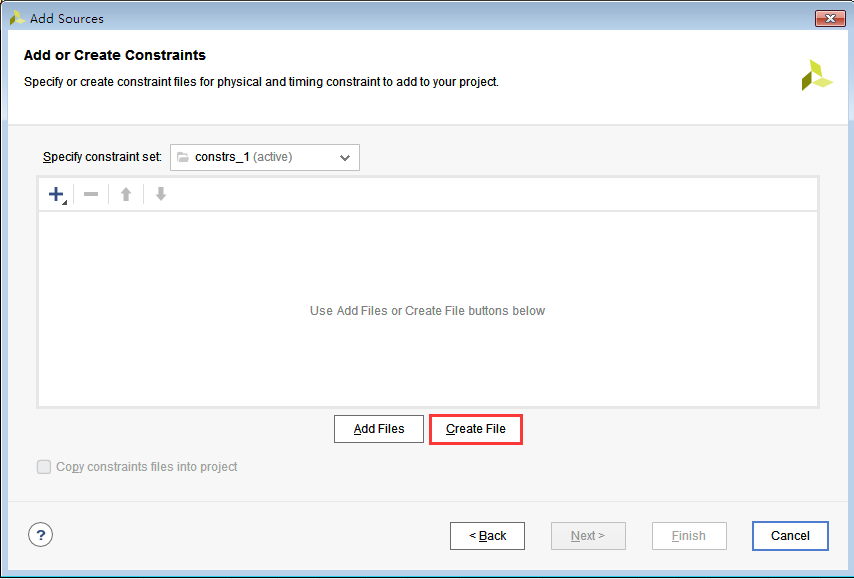 Add Sources
Add or Create Constraints
Specify or create constraint files for physical and timing constraint to add to your project.
Specify constraint set: constrs_1 (active)
Use Add Files or Create File buttons below
Add Files Create File
Copy constraints files into project
? < Back Next > Finish Cancel